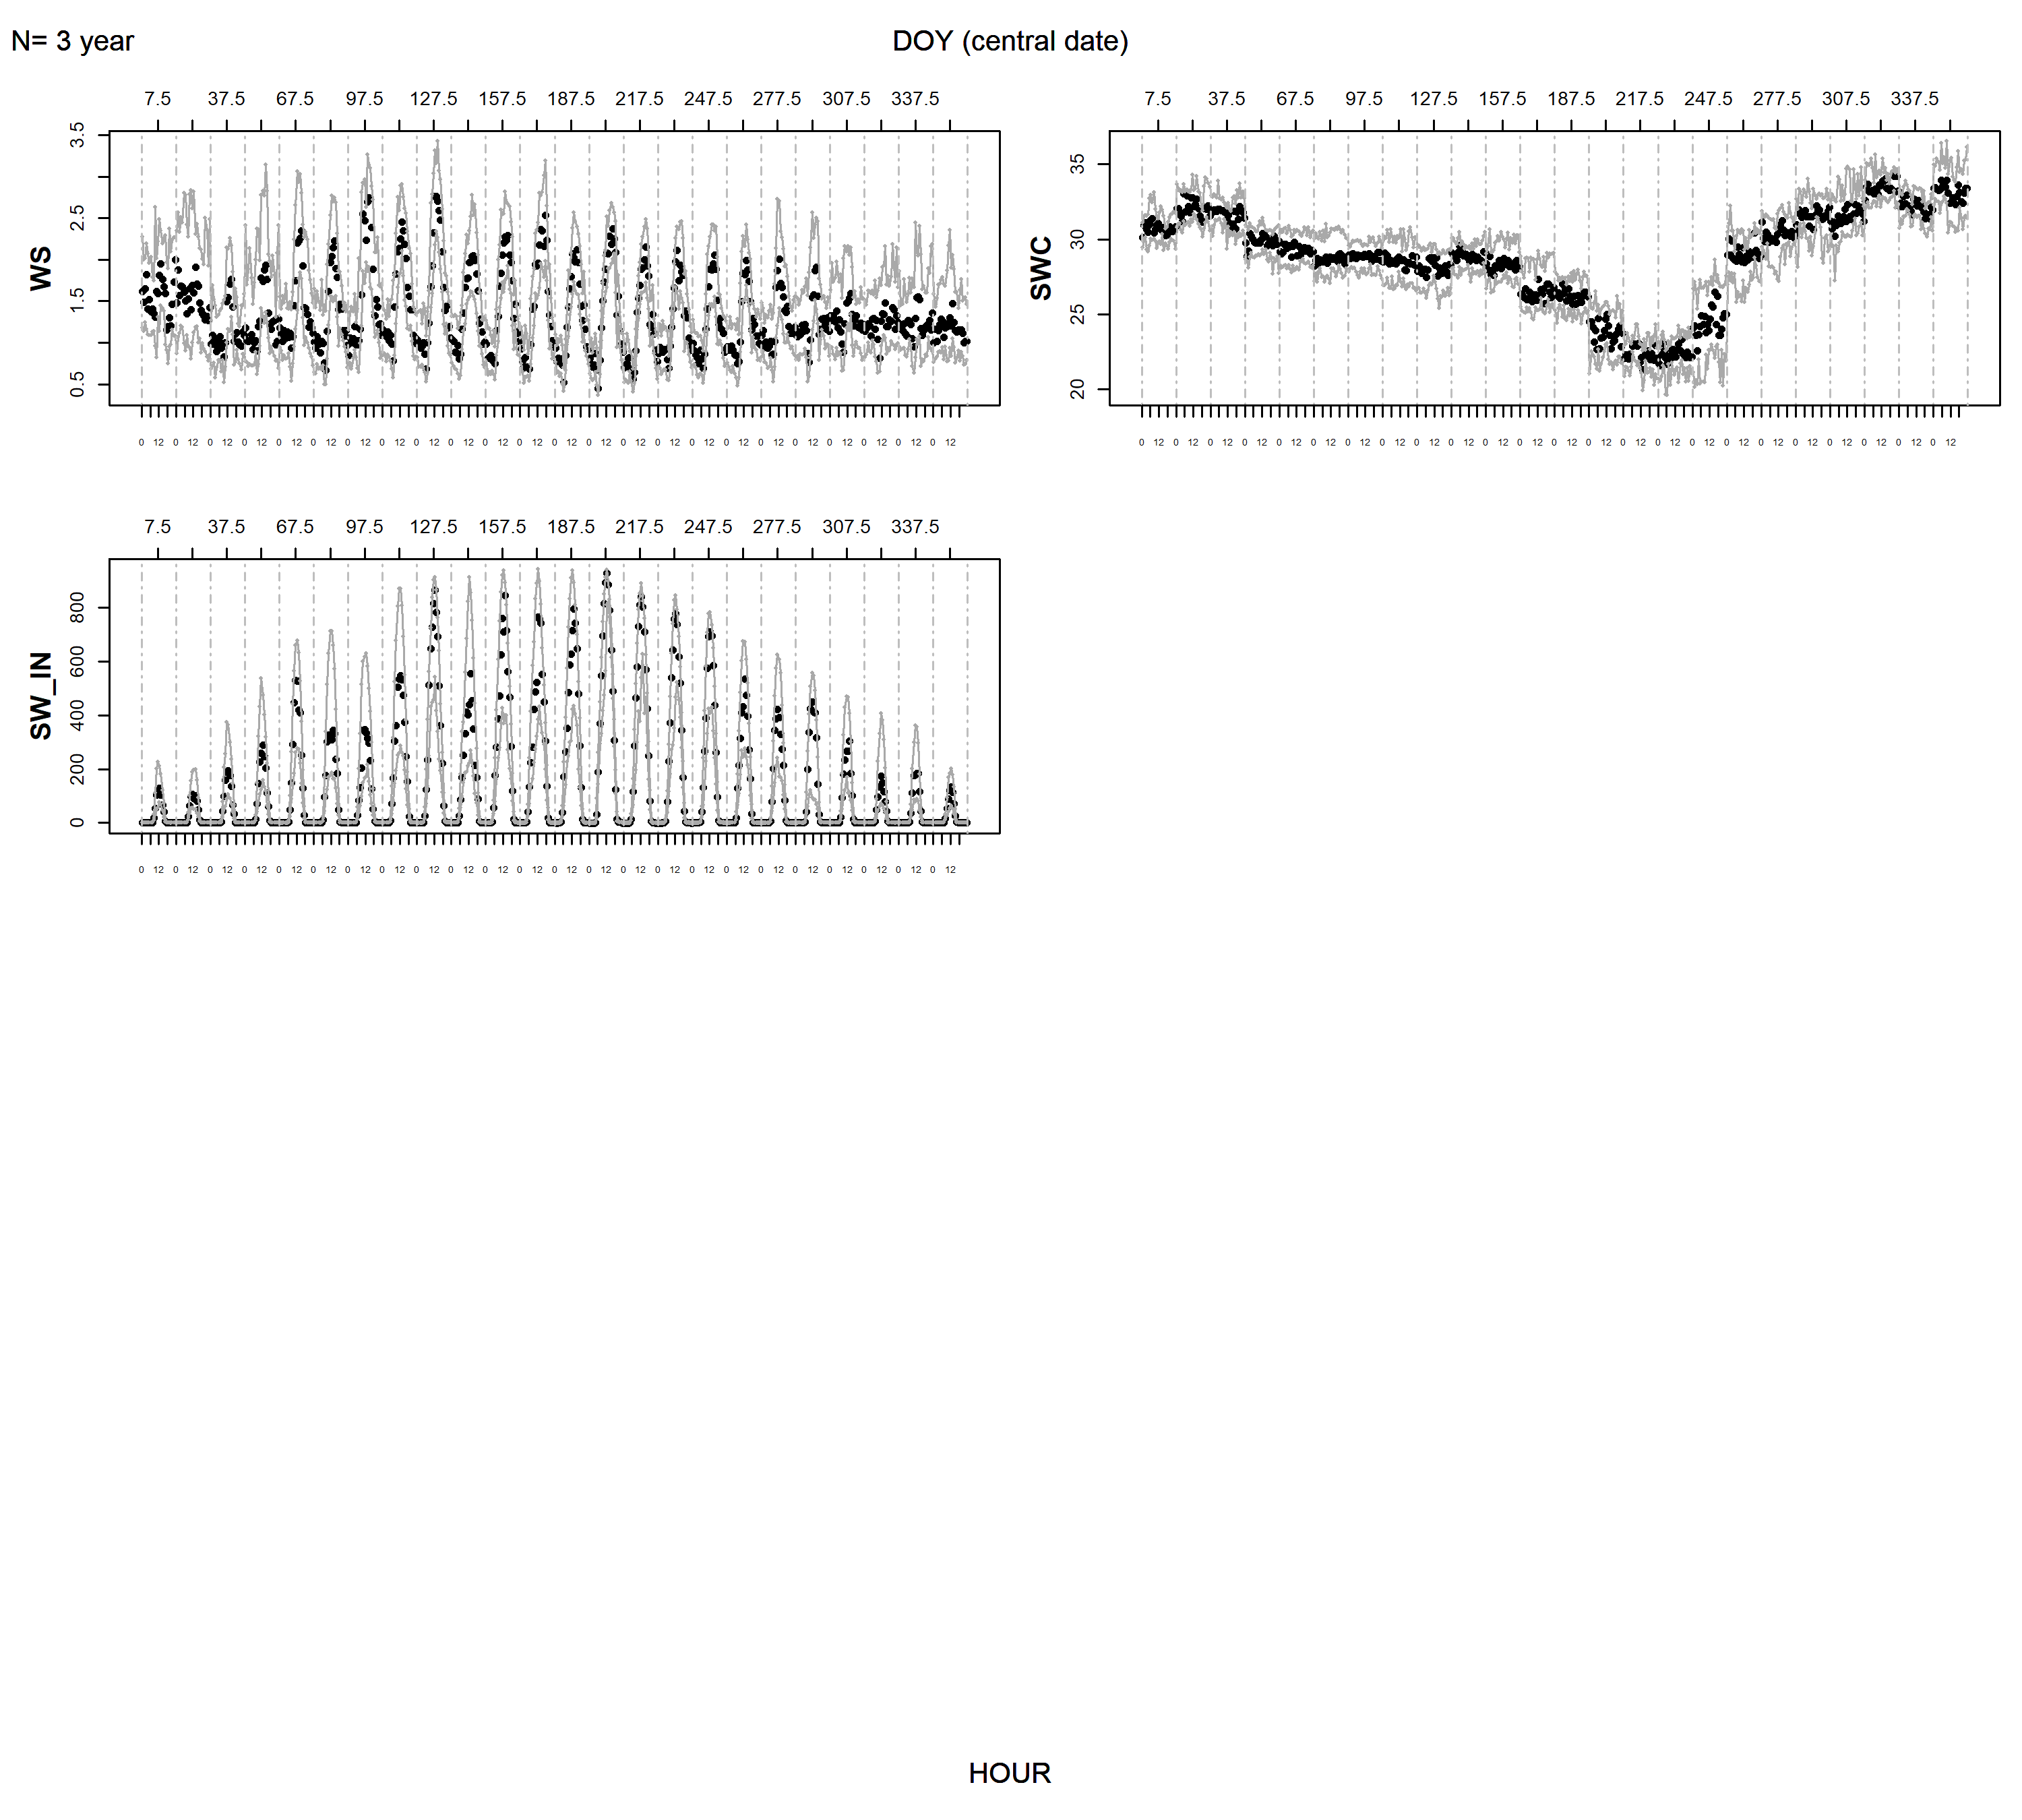 N= 3 year
DOY (central date)
7.5 37.5 67.5 97.5 127.5 157.5 187.5 217.5 247.5 277.5 307.5 337.5
WS
3.5
2.5
1.5
0.5
0 12 0 12 0 12 0 12 0 12 0 12 0 12 0 12 0 12 0 12 0 12 0 12 0 12 0 12 0 12 0 12 0 12 0 12 0 12 0 12 0 12 0 12 0 12 0 12
7.5 37.5 67.5 97.5 127.5 157.5 187.5 217.5 247.5 277.5 307.5 337.5
SWC
35
30
25
20
0 12 0 12 0 12 0 12 0 12 0 12 0 12 0 12 0 12 0 12 0 12 0 12 0 12 0 12 0 12 0 12 0 12 0 12 0 12 0 12 0 12 0 12 0 12 0 12
7.5 37.5 67.5 97.5 127.5 157.5 187.5 217.5 247.5 277.5 307.5 337.5
SW_IN
800
600
400
200
0
0 12 0 12 0 12 0 12 0 12 0 12 0 12 0 12 0 12 0 12 0 12 0 12 0 12 0 12 0 12 0 12 0 12 0 12 0 12 0 12 0 12 0 12 0 12 0 12
HOUR